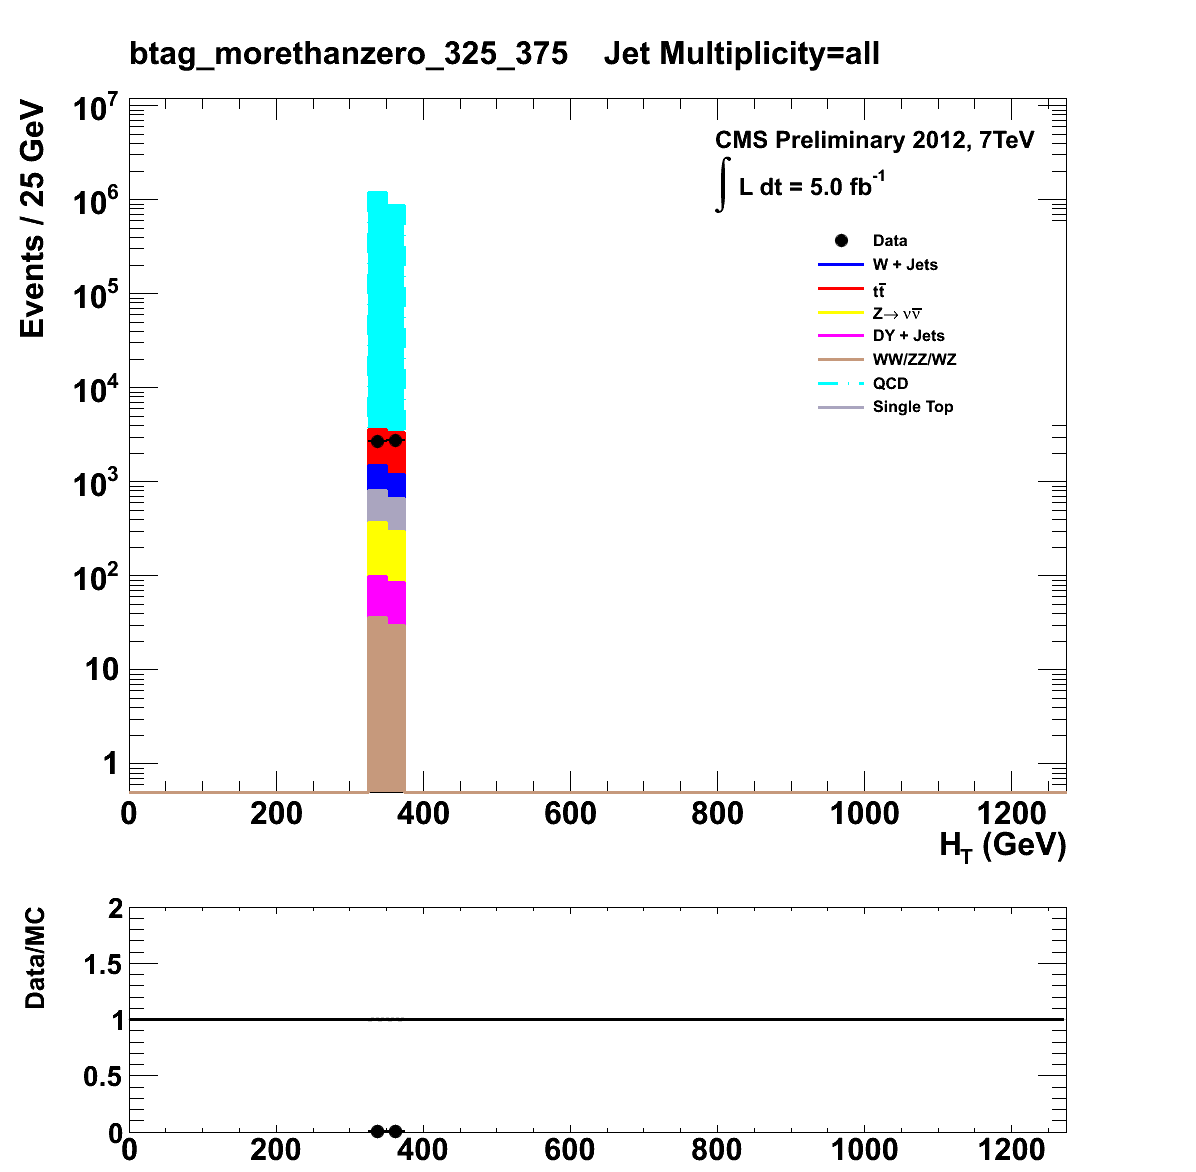 btag_morethanzero_325_375 Jet Multiplicity=all
Events / 25 GeV
10^7
10^6
10^5
10^4
10^3
10^2
10
1
CMS Preliminary 2012, 7TeV
∫ L dt = 5.0 fb^-1
Data
W + Jets
tt̅
Z→ νν̅
DY + Jets
WW/ZZ/WZ
QCD
Single Top
0 200 400 600 800 1000 1200
H_T (GeV)
Data/MC
2
1.5
1
0.5
0
0 200 400 600 800 1000 1200